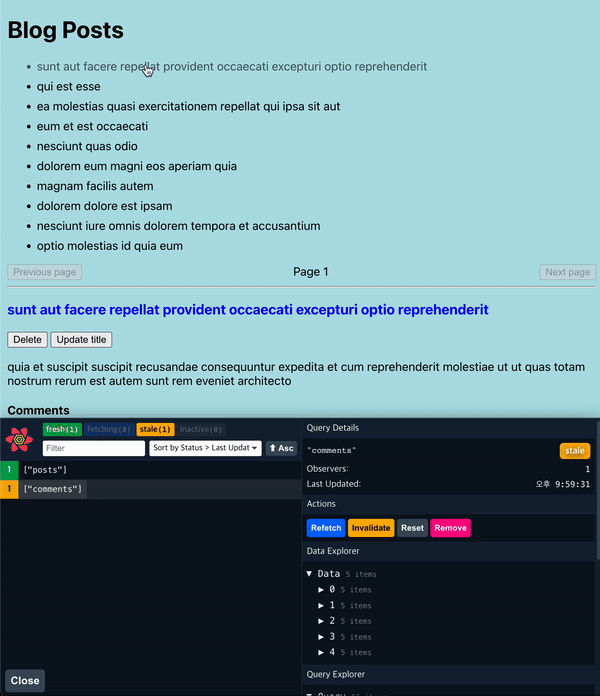 Blog Posts
sunt aut facere repellat provident occaecati excepturi optio reprehenderit
qui est esse
ea molestias quasi exercitationem repellat qui ipsa sit aut
eum et est occaecati
nesciunt quas odio
dolorem eum magni eos aperiam quia
magnam facilis autem
dolorem dolore est ipsam
nesciunt iure omnis dolorem tempora et accusantium
optio molestias id quia eum
Previous page
Page 1
Next page
sunt aut facere repellat provident occaecati excepturi optio reprehenderit
Delete
Update title
quia et suscipit suscipit recusandae consequuntur expedita et cum reprehenderit molestiae ut ut quas totam
nostrum rerum est autem sunt rem eveniet architecto
Comments
fresh(1)
fetching(0)
stale(1)
inactive(0)
Filter
Sort by Status > Last Updat
⬆ Asc
1 ["posts"]
1 ["comments"]
Close
Query Details
"comments"
stale
Observers: 1
Last Updated: 오후 9:59:31
Actions
Refetch
Invalidate
Reset
Remove
Data Explorer
▼ Data 5 items
▶ 0 5 items
▶ 1 5 items
▶ 2 5 items
▶ 3 5 items
▶ 4 5 items
Query Explorer